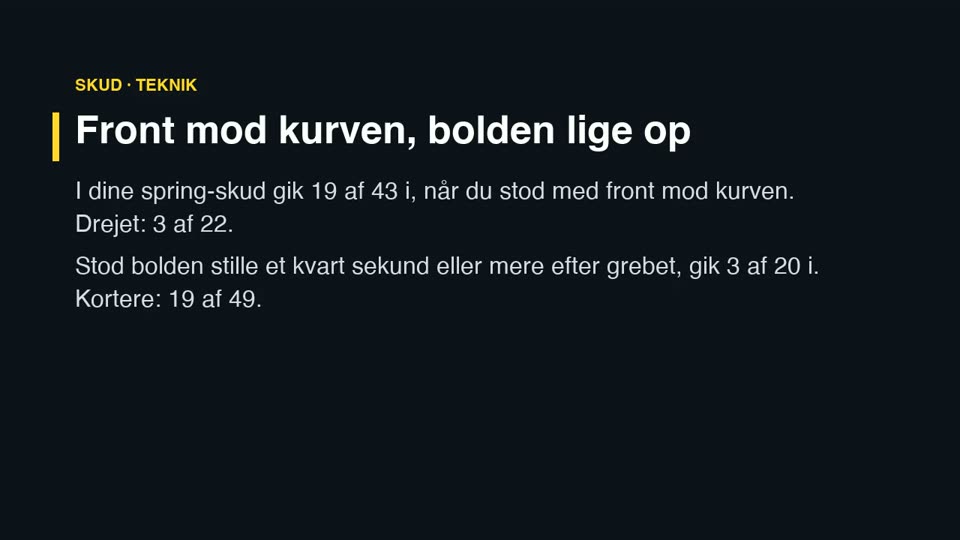 SKUD · TEKNIK
Front mod kurven, bolden lige op
I dine spring-skud gik 19 af 43 i, når du stod med front mod kurven.
Drejet: 3 af 22.
Stod bolden stille et kvart sekund eller mere efter grebet, gik 3 af 20 i.
Kortere: 19 af 49.